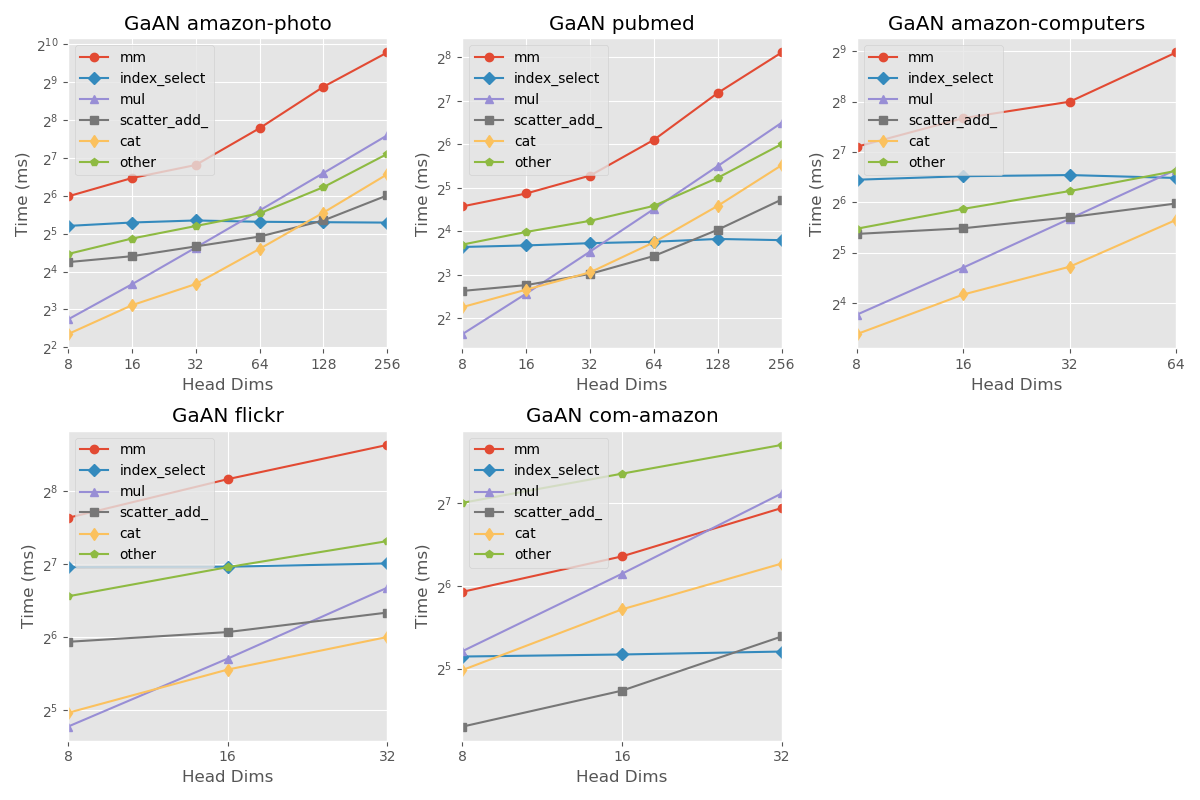 GaAN amazon-photo
Time (ms)
2^10
2^9
2^8
2^7
2^6
2^5
2^4
2^3
2^2
mm
index_select
mul
scatter_add_
cat
other
8 16 32 64 128 256
Head Dims
GaAN pubmed
Time (ms)
2^8
2^7
2^6
2^5
2^4
2^3
2^2
mm
index_select
mul
scatter_add_
cat
other
8 16 32 64 128 256
Head Dims
GaAN amazon-computers
Time (ms)
2^9
2^8
2^7
2^6
2^5
2^4
mm
index_select
mul
scatter_add_
cat
other
8 16 32 64
Head Dims
GaAN flickr
Time (ms)
2^8
2^7
2^6
2^5
mm
index_select
mul
scatter_add_
cat
other
8 16 32
Head Dims
GaAN com-amazon
Time (ms)
2^7
2^6
2^5
mm
index_select
mul
scatter_add_
cat
other
8 16 32
Head Dims